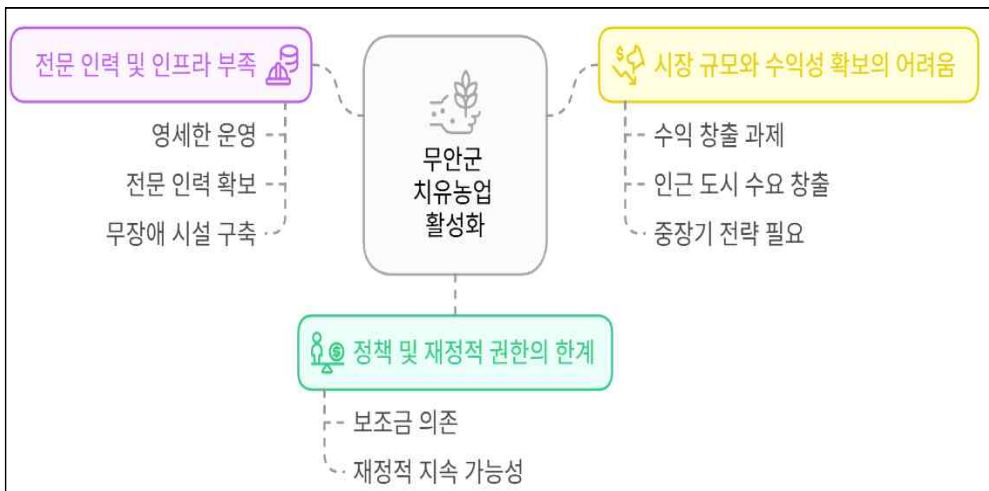 전문 인력 및 인프라 부족
영세한 운영
전문 인력 확보
무장애 시설 구축
무안군
치유농업
활성화
시장 규모와 수익성 확보의 어려움
수익 창출 과제
인근 도시 수요 창출
중장기 전략 필요
정책 및 재정적 권한의 한계
보조금 의존
재정적 지속 가능성